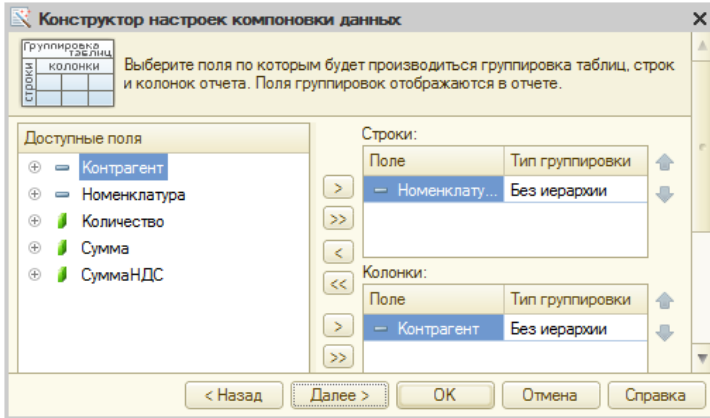 Конструктор настроек компоновки данных
Группировка
таблиц
колонки
строки
Выберите поля по которым будет производиться группировка таблиц, строк
и колонок отчета. Поля группировок отображаются в отчете.
Доступные поля
Контрагент
Номенклатура
Количество
Сумма
СуммаНДС
>
>>
<
<<
>
>>
Строки:
Поле Тип группировки
Номенклату... Без иерархии
Колонки:
Поле Тип группировки
Контрагент Без иерархии
< Назад Далее > ОК Отмена Справка